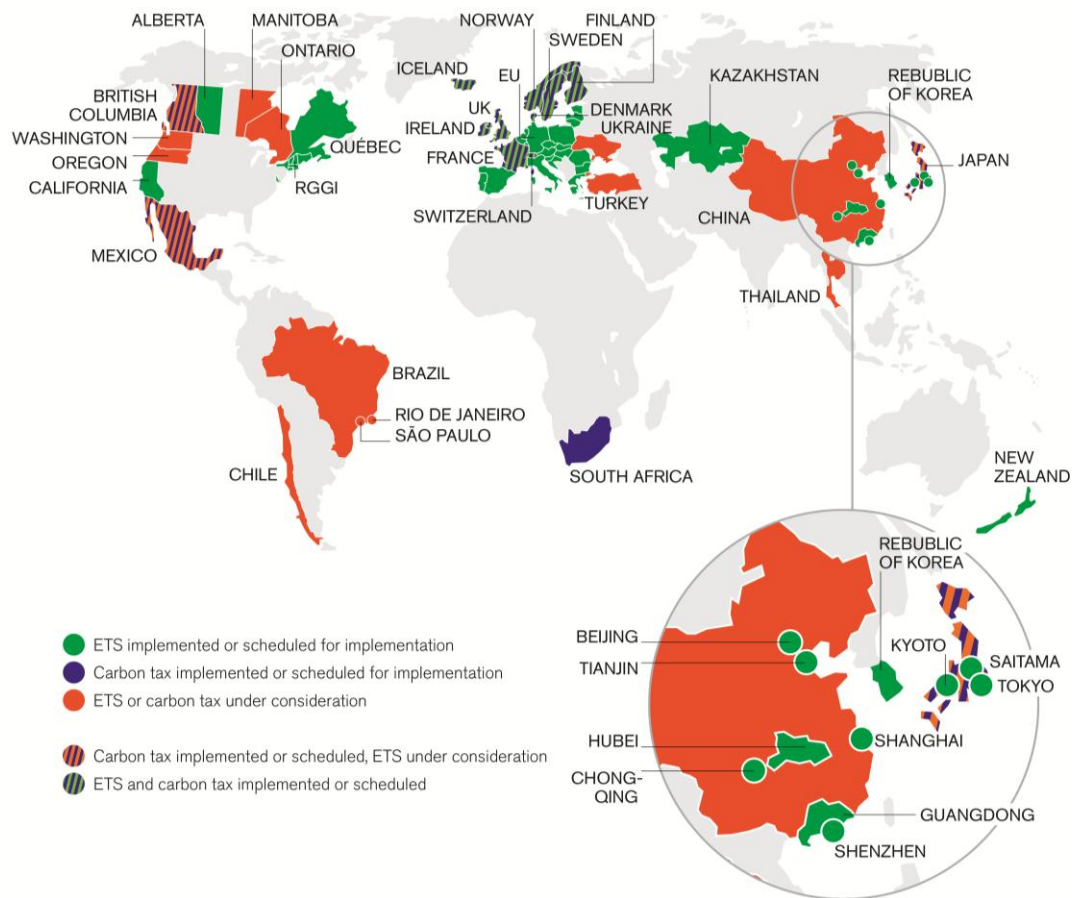 ALBERTA
MANITOBA
ONTARIO
BRITISH
COLUMBIA
WASHINGTON
OREGON
CALIFORNIA
MEXICO
QUÉBEC
RGGI
ICELAND
NORWAY
SWEDEN
FINLAND
EU
UK
IRELAND
FRANCE
DENMARK
UKRAINE
SWITZERLAND
TURKEY
KAZAKHSTAN
REBUBLIC
OF KOREA
JAPAN
CHINA
THAILAND
BRAZIL
RIO DE JANEIRO
SÃO PAULO
CHILE
SOUTH AFRICA
NEW
ZEALAND
REBUBLIC
OF KOREA
BEIJING
TIANJIN
KYOTO
SAITAMA
TOKYO
HUBEI
SHANGHAI
CHONG-
QING
GUANGDONG
SHENZHEN
ETS implemented or scheduled for implementation
Carbon tax implemented or scheduled for implementation
ETS or carbon tax under consideration
Carbon tax implemented or scheduled, ETS under consideration
ETS and carbon tax implemented or scheduled